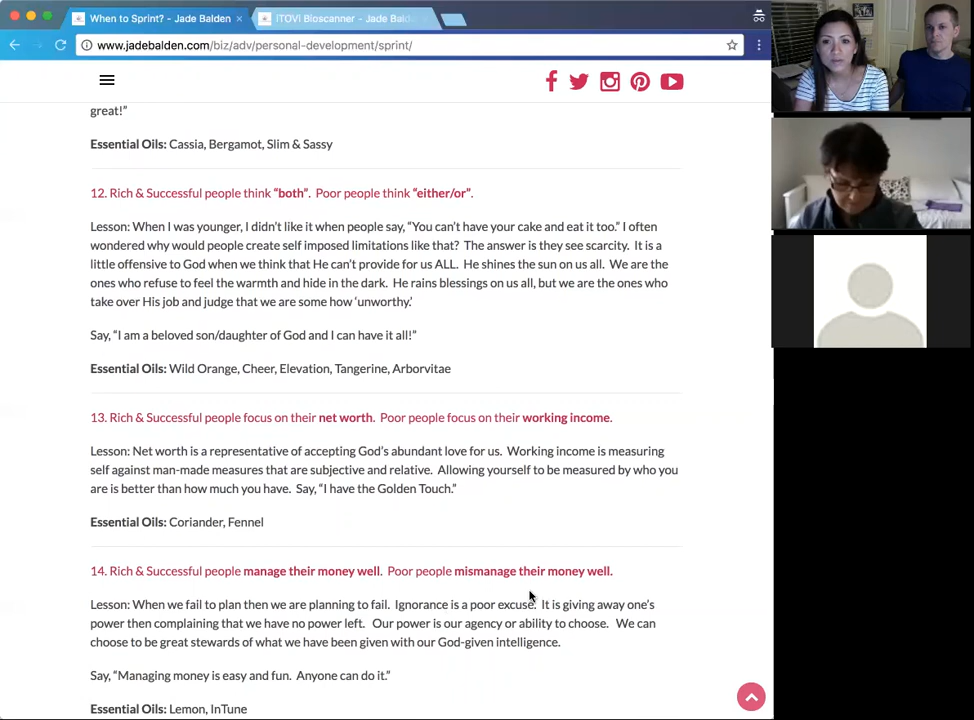 When to Sprint? - Jade Balden
iTOVi Bioscanner - Jade Bald
www.jadebalden.com/biz/adv/personal-development/sprint/
great!”
Essential Oils: Cassia, Bergamot, Slim & Sassy
12. Rich & Successful people think “both”. Poor people think “either/or”.
Lesson: When I was younger, I didn’t like it when people say, “You can’t have your cake and eat it too.” I often
wondered why would people create self imposed limitations like that? The answer is they see scarcity. It is a
little offensive to God when we think that He can’t provide for us ALL. He shines the sun on us all. We are the
ones who refuse to feel the warmth and hide in the dark. He rains blessings on us all, but we are the ones who
take over His job and judge that we are some how ‘unworthy.’
Say, “I am a beloved son/daughter of God and I can have it all!”
Essential Oils: Wild Orange, Cheer, Elevation, Tangerine, Arborvitae
13. Rich & Successful people focus on their net worth. Poor people focus on their working income.
Lesson: Net worth is a representative of accepting God’s abundant love for us. Working income is measuring
self against man-made measures that are subjective and relative. Allowing yourself to be measured by who you
are is better than how much you have. Say, “I have the Golden Touch.”
Essential Oils: Coriander, Fennel
14. Rich & Successful people manage their money well. Poor people mismanage their money well.
Lesson: When we fail to plan then we are planning to fail. Ignorance is a poor excuse. It is giving away one’s
power then complaining that we have no power left. Our power is our agency or ability to choose. We can
choose to be great stewards of what we have been given with our God-given intelligence.
Say, “Managing money is easy and fun. Anyone can do it.”
Essential Oils: Lemon, InTune